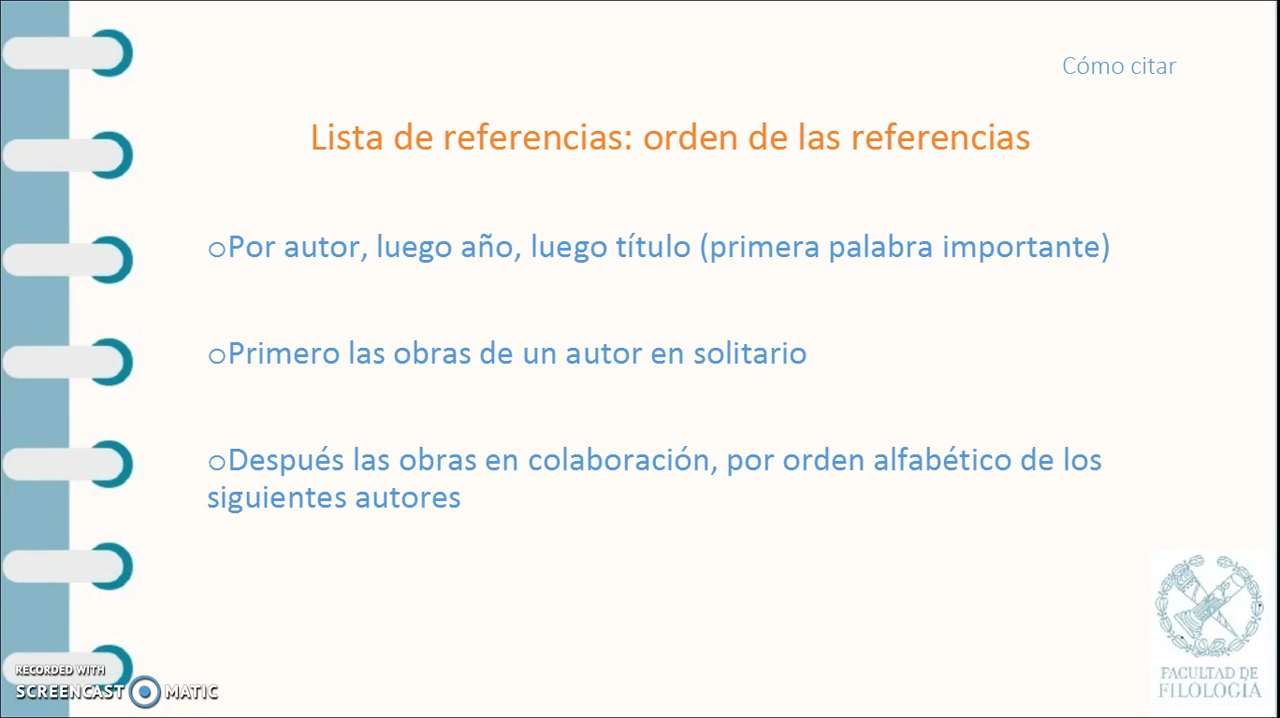 Cómo citar
Lista de referencias: orden de las referencias
oPor autor, luego año, luego título (primera palabra importante)
oPrimero las obras de un autor en solitario
oDespués las obras en colaboración, por orden alfabético de los
siguientes autores
RECORDED WITH
SCREENCAST MATIC
FACULTAD DE
FILOLOGIA